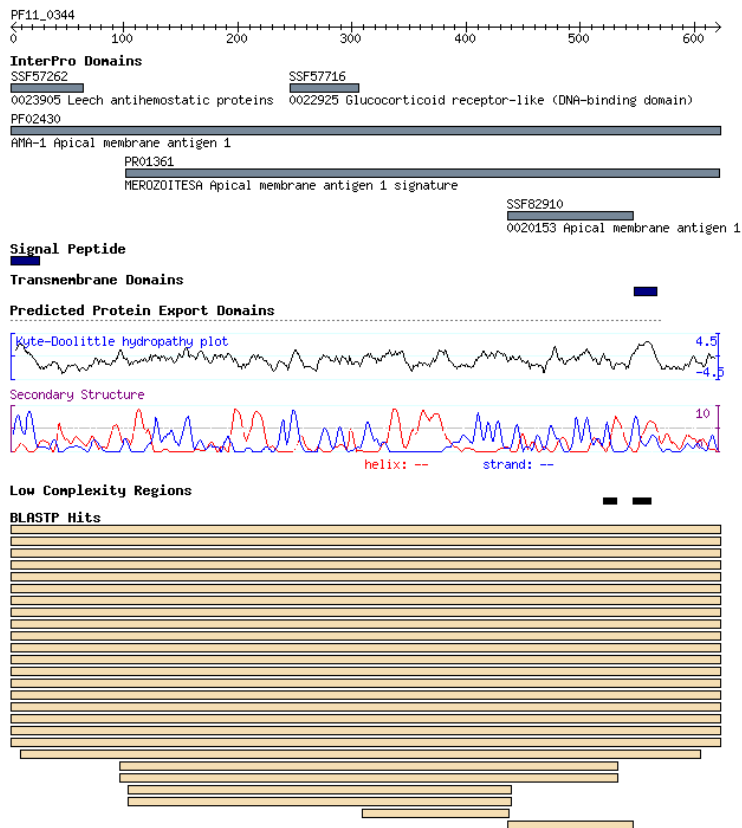 PF11_0344
0 100 200 300 400 500 600
InterPro Domains
SSF57262 SSF57716
0023905 Leech antihemostatic proteins 0022925 Glucocorticoid receptor-like (DNA-binding domain)
PF02430
AMA-1 Apical membrane antigen 1
PR01361
MEROZOITESA Apical membrane antigen 1 signature
SSF82910
0020153 Apical membrane antigen 1
Signal Peptide
Transmembrane Domains
Predicted Protein Export Domains
Kyte-Doolittle hydropathy plot 4.5
-4.5
Secondary Structure
10
helix: -- strand: --
Low Complexity Regions
BLASTP Hits